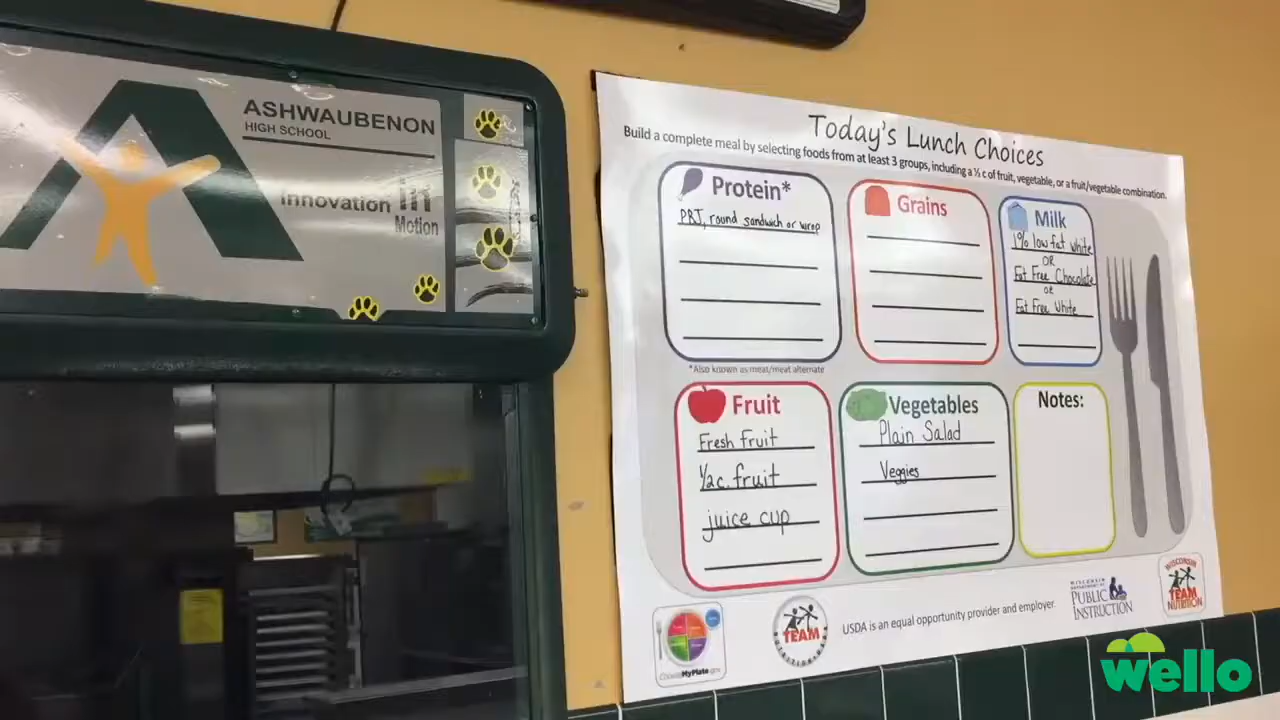 ASHWAUBENON
HIGH SCHOOL
innovation in
Motion
Today's Lunch Choices
Build a complete meal by selecting foods from at least 3 groups, including a ½ c of fruit, vegetable, or a fruit/vegetable combination.
Protein*
round sandwich or wrap
*Also known as meat/meat alternate
Grains
Milk
1% low fat white
OR
Fat Free Chocolate
or
Fat Free White
Fruit
Fresh fruit
1/2c. fruit
juice cup
Vegetables
Plain Salad
Veggies
Notes:
ChooseMyPlate.gov
TEAM
USDA is an equal opportunity provider and employer.
WISCONSIN
PUBLIC
INSTRUCTION
WISCONSIN
TEAM
NUTRITION
wello